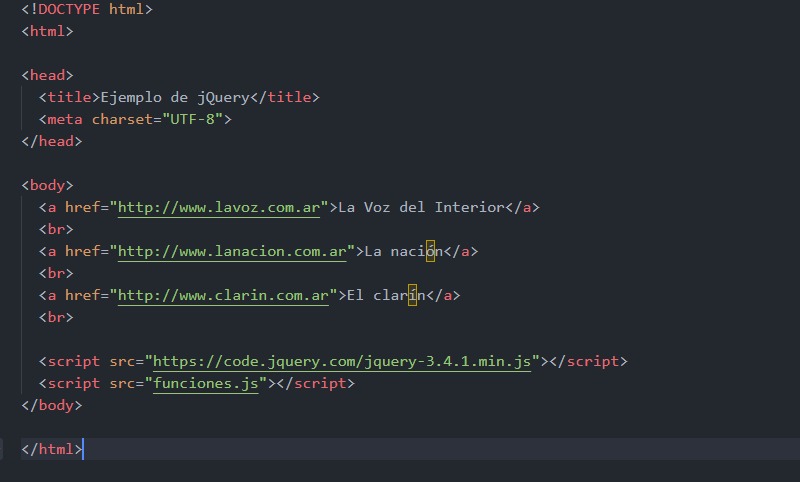 <!DOCTYPE html>
<html>
<head>
<title>Ejemplo de jQuery</title>
<meta charset="UTF-8">
</head>
<body>
<a href="http://www.lavoz.com.ar">La Voz del Interior</a>
<br>
<a href="http://www.lanacion.com.ar">La nación</a>
<br>
<a href="http://www.clarin.com.ar">El clarín</a>
<br>
<script src="https://code.jquery.com/jquery-3.4.1.min.js"></script>
<script src="funciones.js"></script>
</body>
</html>